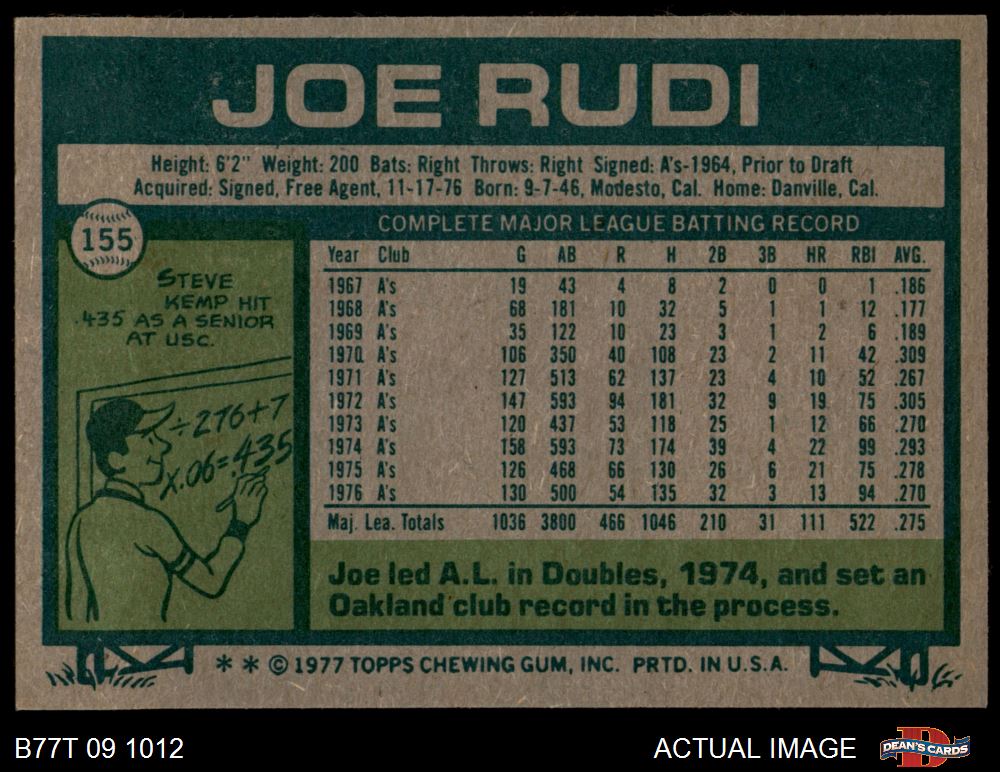 JOE RUDI
Height: 6'2" Weight: 200 Bats: Right Throws: Right Signed: A's-1964, Prior to Draft
Acquired: Signed, Free Agent, 11-17-76 Born: 9-7-46, Modesto, Cal. Home: Danville, Cal.
155
STEVE
KEMP HIT
.435 AS A SENIOR
AT USC.
÷276+7
X.06=.435
COMPLETE MAJOR LEAGUE BATTING RECORD
Year Club G AB R H 2B 3B HR RBI AVG.
1967 A's 19 43 4 8 2 0 0 1 .186
1968 A's 68 181 10 32 5 1 1 12 .177
1969 A's 35 122 10 23 3 1 2 6 .189
1970 A's 106 350 40 108 23 2 11 42 .309
1971 A's 127 513 62 137 23 4 10 52 .267
1972 A's 147 593 94 181 32 9 19 75 .305
1973 A's 120 437 53 118 25 1 12 66 .270
1974 A's 158 593 73 174 39 4 22 99 .293
1975 A's 126 468 66 130 26 6 21 75 .278
1976 A's 130 500 54 135 32 3 13 94 .270
Maj. Lea. Totals 1036 3800 466 1046 210 31 111 522 .275
Joe led A.L. in Doubles, 1974, and set an
Oakland club record in the process.
* * © 1977 TOPPS CHEWING GUM, INC. PRTD. IN U.S.A.
B77T 09 1012
ACTUAL IMAGE
D
DEAN'S CARDS